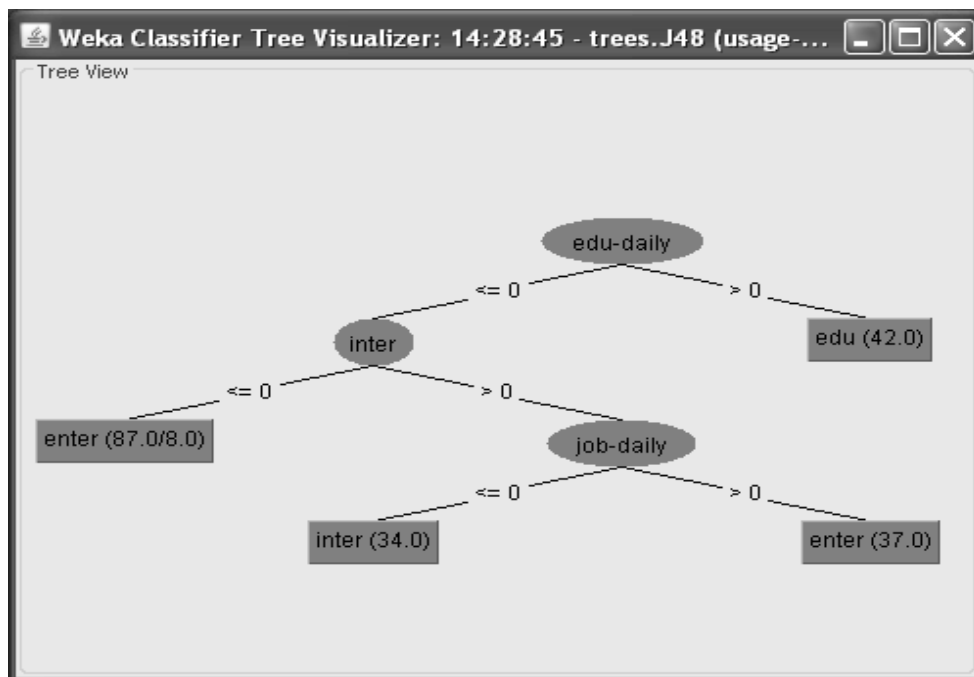 Weka Classifier Tree Visualizer: 14:28:45 - trees.J48 (usage-...
Tree View
edu-daily
<= 0
> 0
inter
edu (42.0)
<= 0
> 0
enter (87.0/8.0)
job-daily
<= 0
> 0
inter (34.0)
enter (37.0)